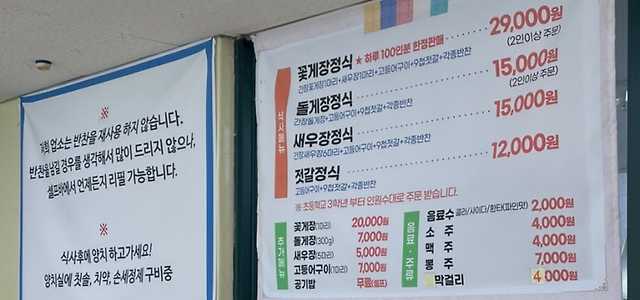 ※
저희 업소는 반찬을 재사용 하지 않습니다.
반찬을 남길 경우를 생각해서 많이 드리지 않으나,
셀프바에서 언제든지 리필 가능합니다.
※
식사후에 양치 하고가세요!
양치실에 칫솔, 치약, 손세정제 구비중
식사메뉴
꽃게장정식 ★ 하루 100인분 한정판매 29,000원
(2인이상 주문)
간장꽃게장1마리+새우장1마리+고등어구이+9첩젓갈+각종반찬
돌게장정식 15,000원
(2인이상 주문)
간장돌게장+고등어구이+9첩젓갈+각종반찬
새우장정식 15,000원
간장새우장6마리+고등어구이+9첩젓갈+각종반찬
젓갈정식 12,000원
고등어구이+9첩젓갈+각종반찬
※ 초등학교 3학년 부터 인원수대로 주문 받습니다.
추가메뉴
꽃게장 (1마리) 20,000원
돌게장 (300g) 7,000원
새우장 (1마리) 5,000원
고등어구이 (1마리) 7,000원
공기밥 무료(셀프)
음료·주류
음료수 콜라/사이다/환타(파인맛) 2,000원
소 주 4,000원
맥 주 4,000원
동 주 7,000원
막걸리 4,000원